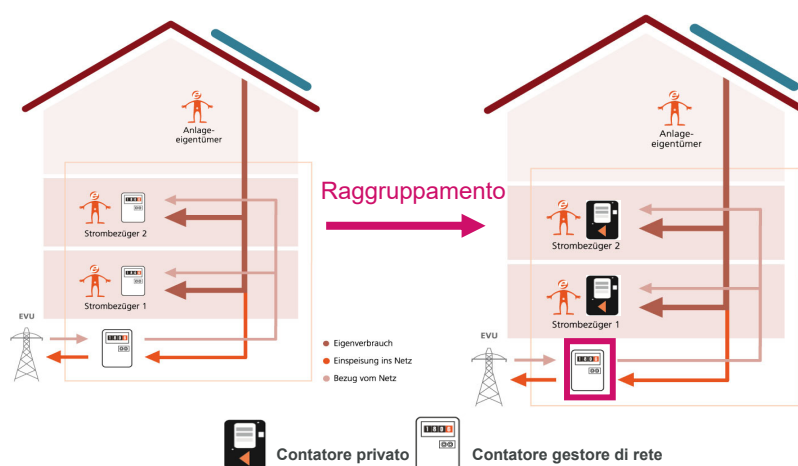 Anlage-
eigentümer
Strombezüger 2
Strombezüger 1
EVU
Raggruppamento
Eigenverbrauch
Einspeisung ins Netz
Bezug vom Netz
Anlage-
eigentümer
Strombezüger 2
Strombezüger 1
EVU
Contatore privato
Contatore gestore di rete